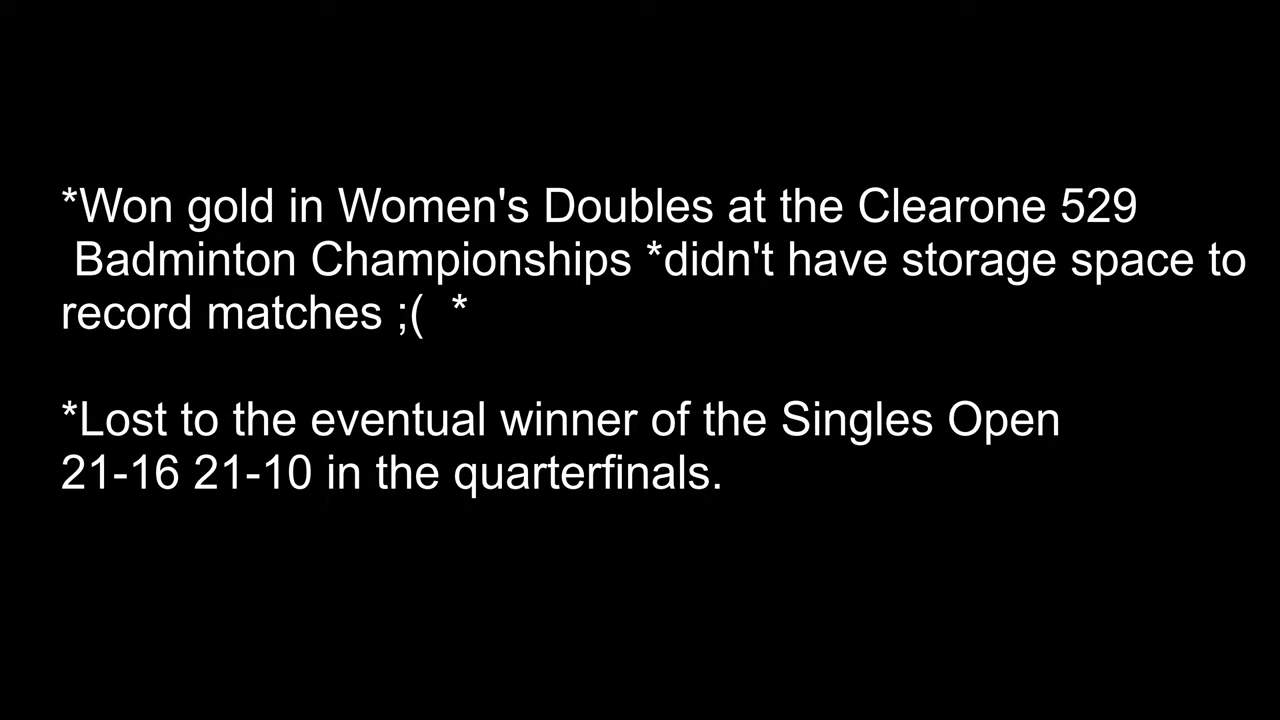 *Won gold in Women's Doubles at the Clearone 529
Badminton Championships *didn't have storage space to
record matches ;(  *
*Lost to the eventual winner of the Singles Open
21-16 21-10 in the quarterfinals.